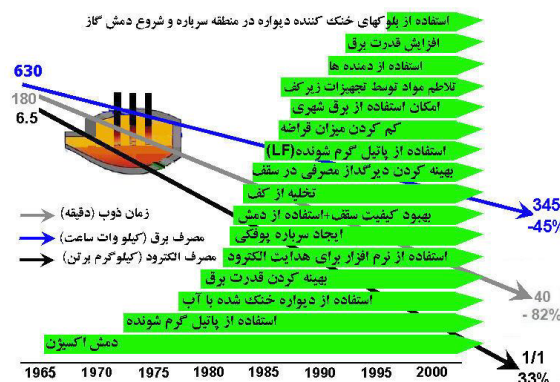 استفاده از بلوکهای خنک کننده دیواره در منطقه سرباره و شروع دمش گاز
افزایش قدرت برق
استفاده از دمنده ها
تلاطم مواد توسط تجهیزات زیرکف
امکان استفاده از برق شهری
کم کردن میزان قراضه
استفاده از پاتیل گرم شونده(LF)
بهینه کردن دیرگداز مصرفی در سقف
تخلیه از کف
بهبود کیفیت سقف+استفاده از دمش
ایجاد سرباره پوفکی
استفاده از نرم افزار برای هدایت الکترود
بهینه کردن قدرت برق
استفاده از دیواره خنک شده با آب
استفاده از پاتیل گرم شونده
دمش اکسیژن
630
180
6.5
زمان ذوب (دقیقه)
مصرف برق (کیلو وات ساعت)
مصرف الکترود (کیلوگرم برتن)
345
-45%
40
- 82%
1/1
33%
1965 1970 1975 1980 1985 1990 1995 2000